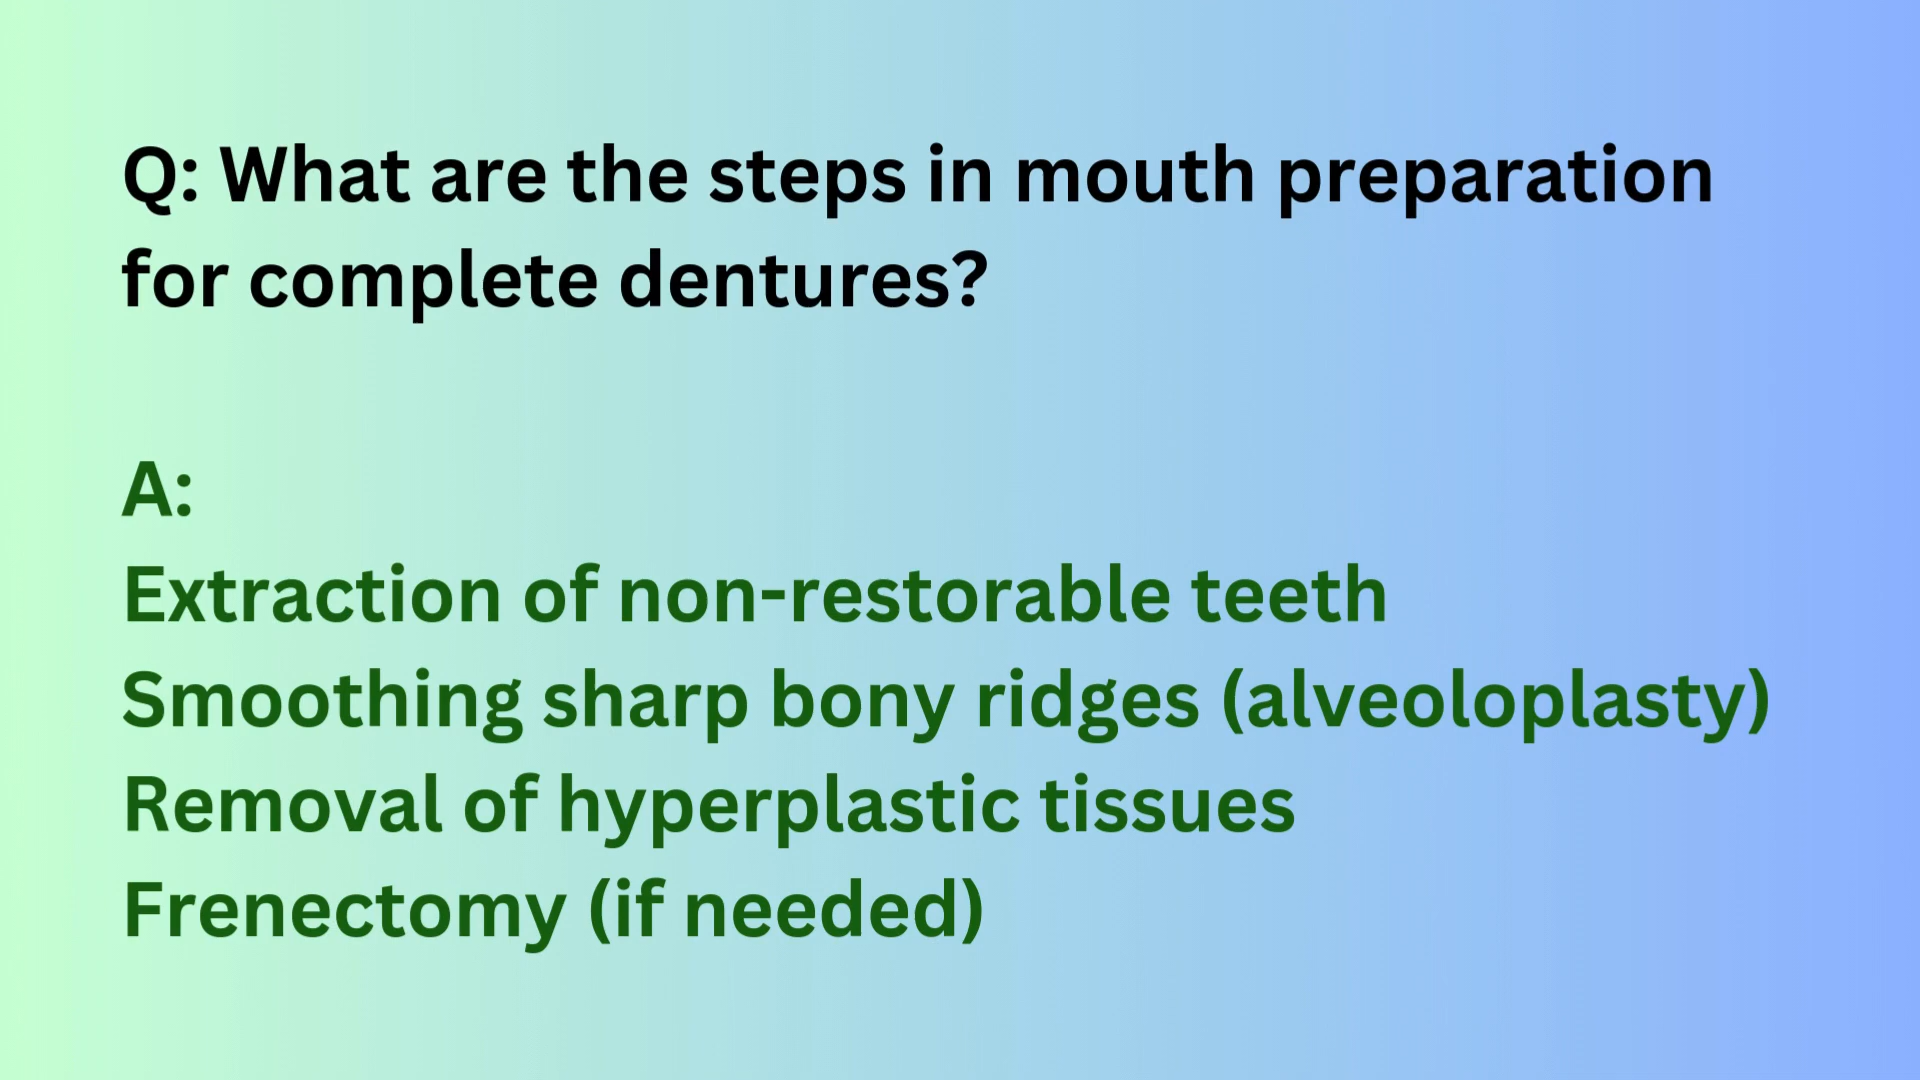 Q: What are the steps in mouth preparation
for complete dentures?
A:
Extraction of non-restorable teeth
Smoothing sharp bony ridges (alveoloplasty)
Removal of hyperplastic tissues
Frenectomy (if needed)